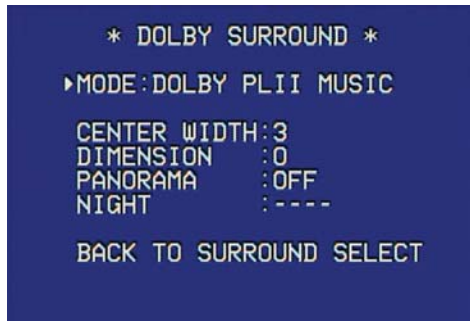 * DOLBY SURROUND *
▶MODE:DOLBY PLII MUSIC
CENTER WIDTH:3
DIMENSION :0
PANORAMA :OFF
NIGHT :----
BACK TO SURROUND SELECT